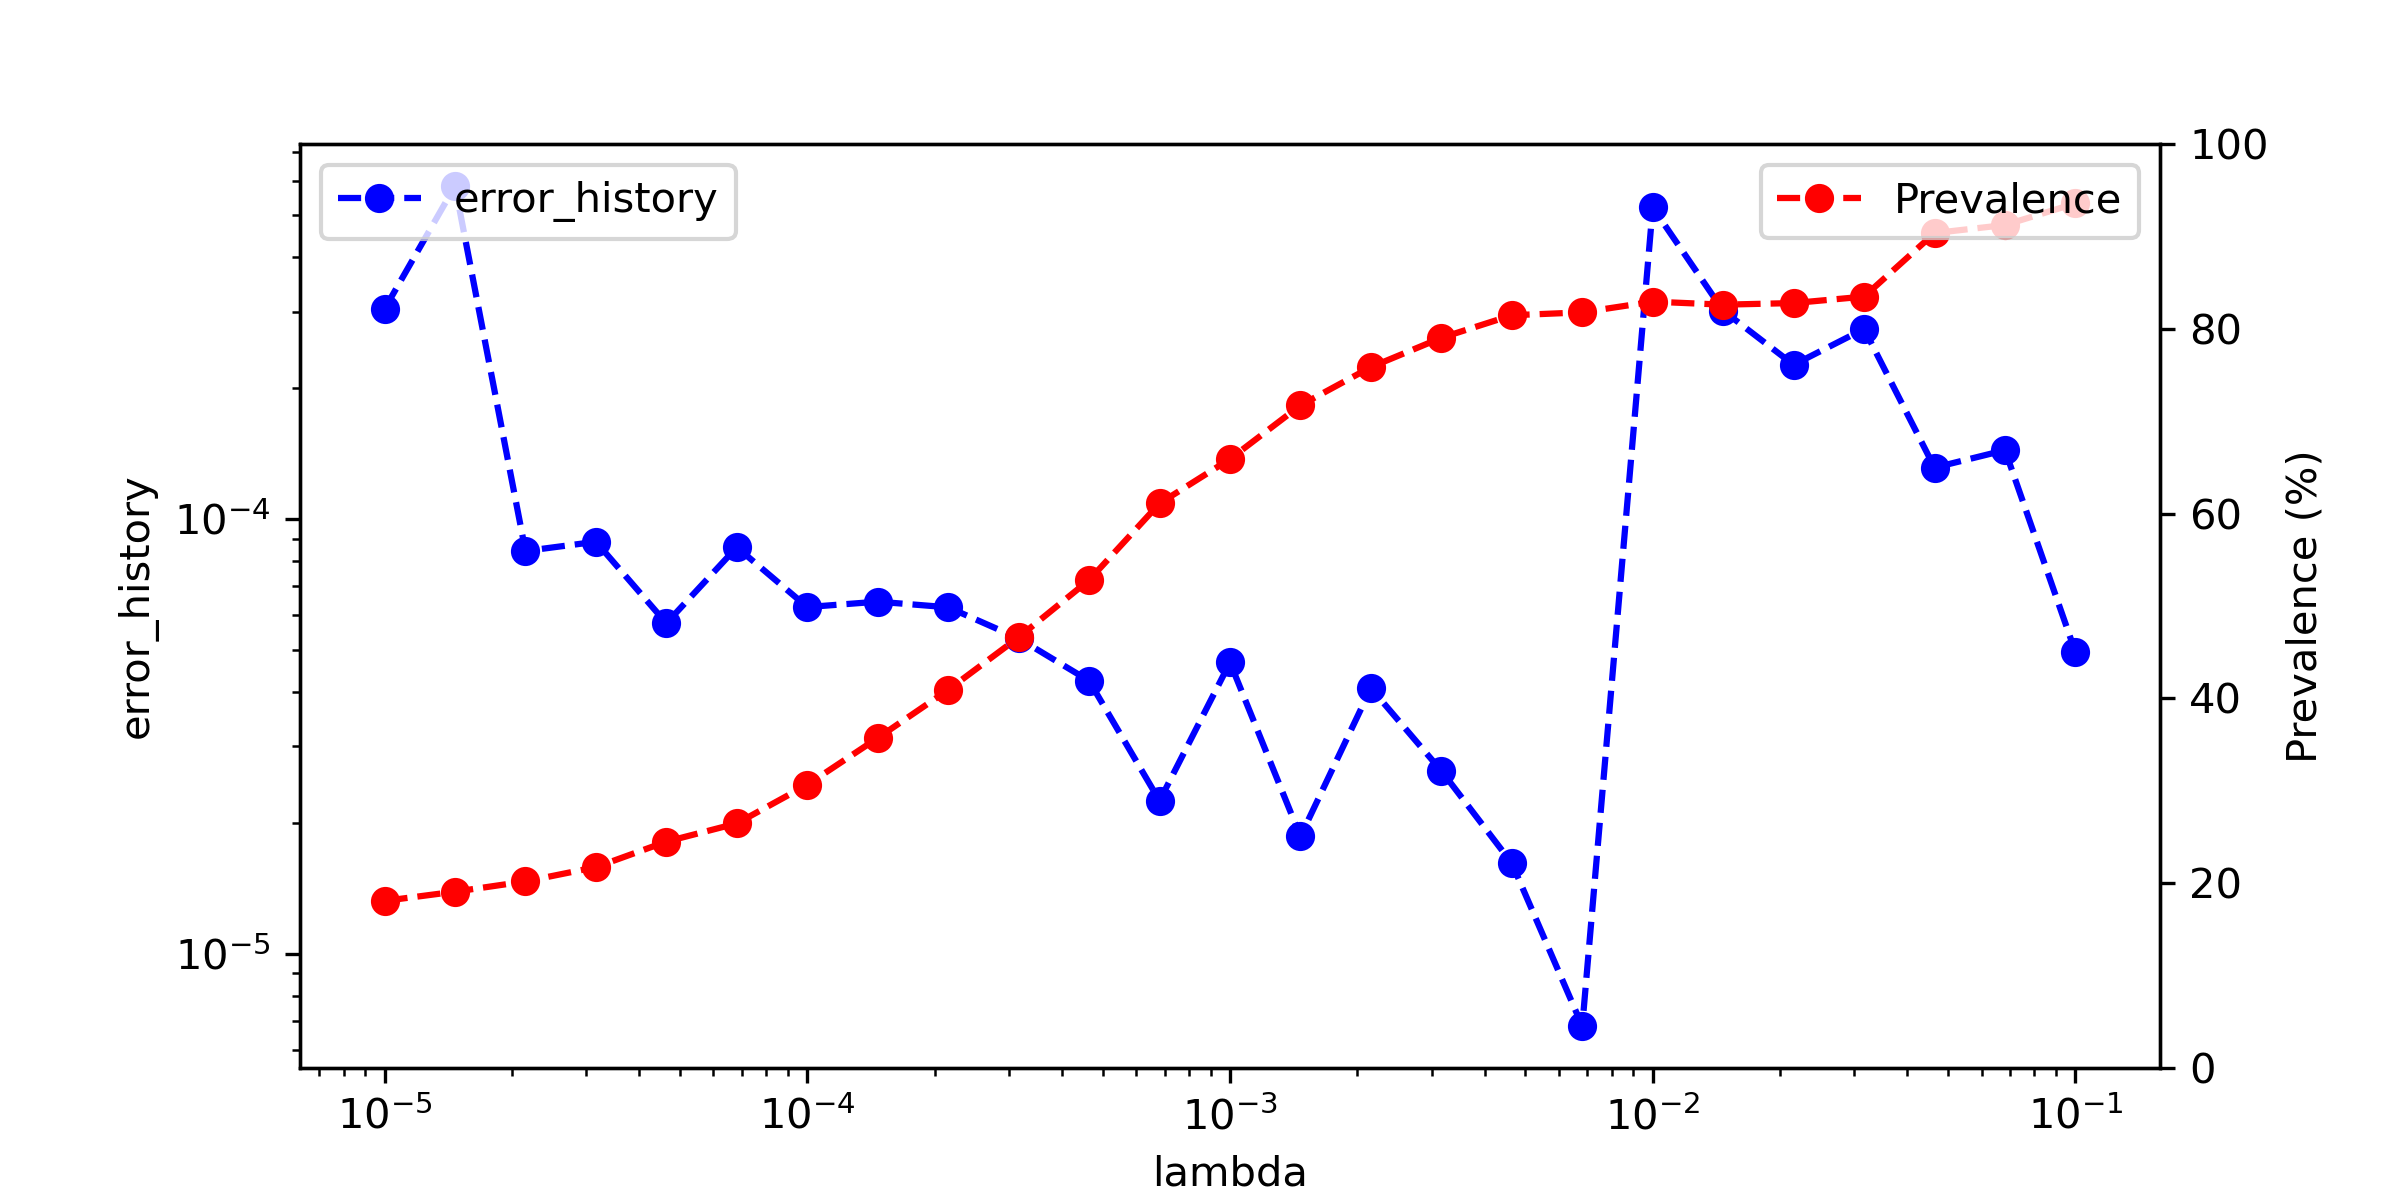 error_history
Prevalence
100
80
60
40
20
0
Prevalence (%)
error_history
10⁻⁴
10⁻⁵
10⁻⁵ 10⁻⁴ 10⁻³ 10⁻² 10⁻¹
lambda